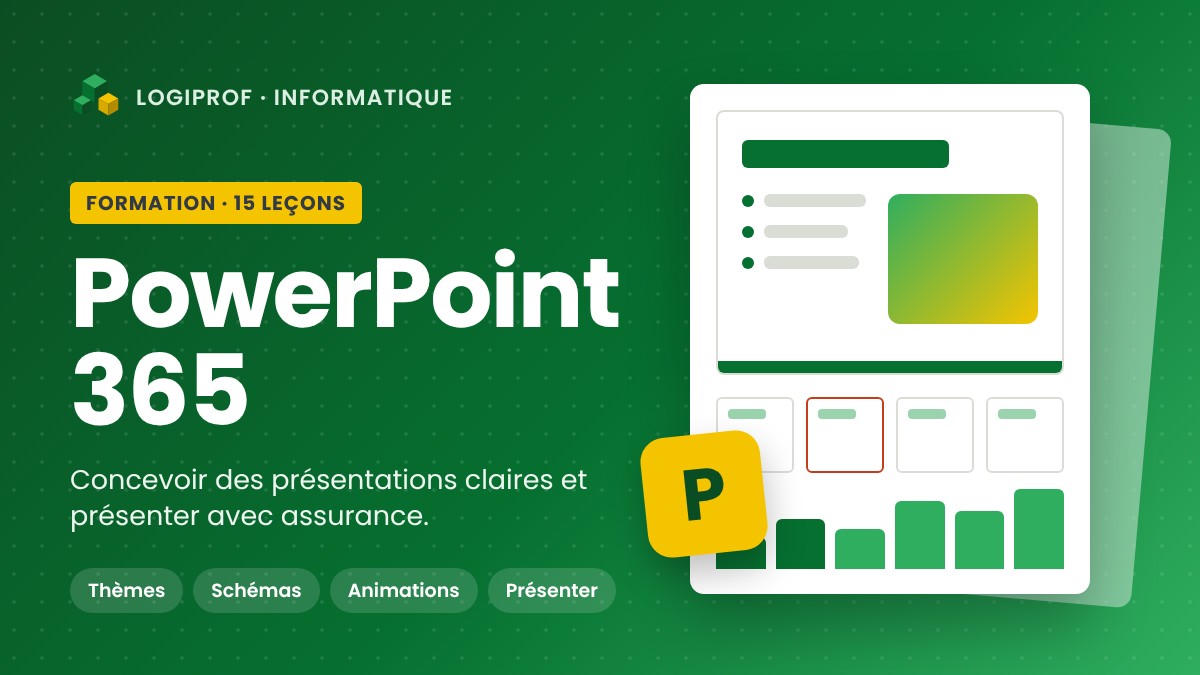 LOGIPROF · INFORMATIQUE
FORMATION · 15 LEÇONS
PowerPoint
365
Concevoir des présentations claires et
présenter avec assurance.
Thèmes
Schémas
Animations
Présenter
P